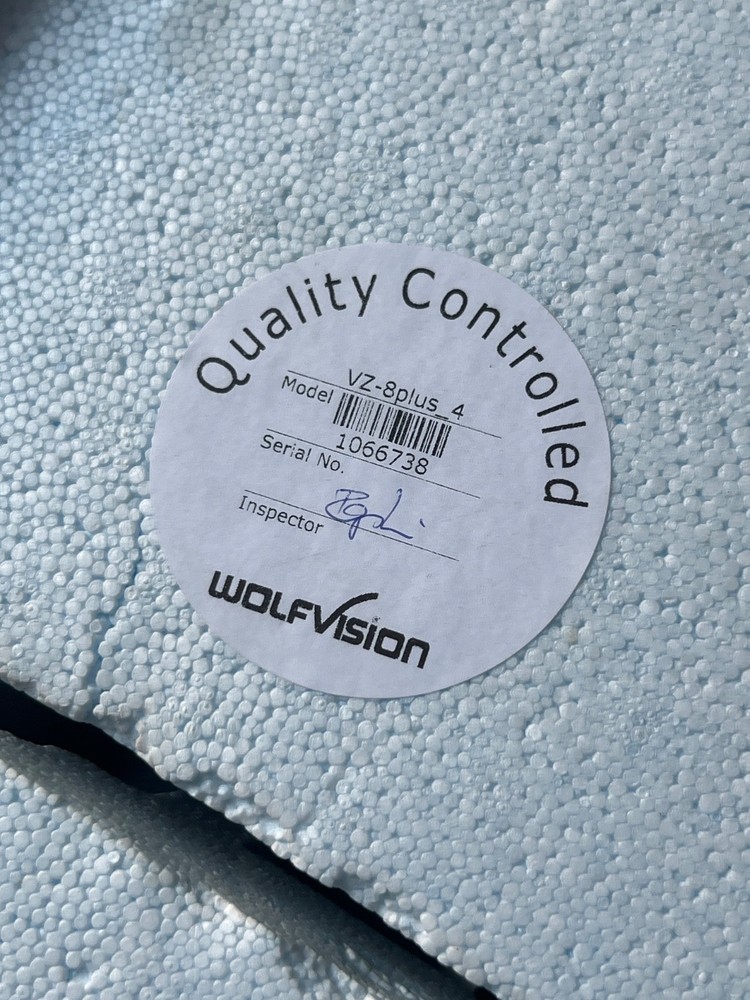 Quality Controlled
Model VZ-8plus_4
1066738
Serial No.
Inspector
WOLFVISION